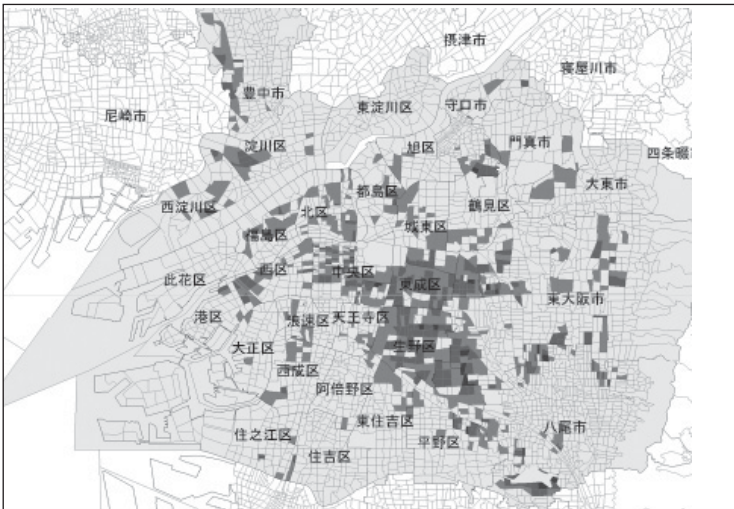 摂津市
寝屋川市
豊中市
尼崎市
東淀川区
守口市
淀川区
旭区
門真市
四条畷
大東市
都島区
西淀川区
北区
鶴見区
城東区
福島区
西区
中央区
此花区
東成区
東大阪市
港区
浪速区
天王寺区
大正区
生野区
西成区
阿倍野区
東住吉区
八尾市
住之江区
平野区
住吉区